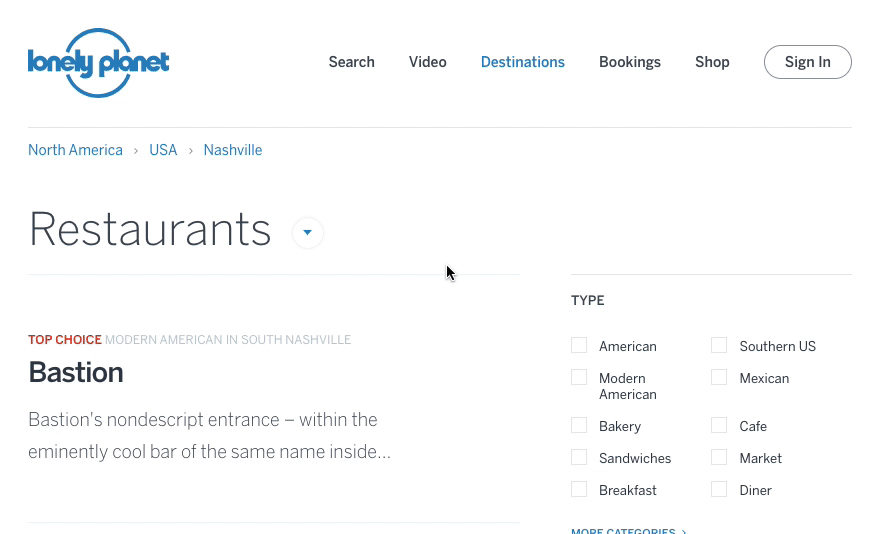 lonely planet
Search Video Destinations Bookings Shop Sign In
North America › USA › Nashville
Restaurants
TYPE
TOP CHOICE MODERN AMERICAN IN SOUTH NASHVILLE
Bastion
Bastion's nondescript entrance – within the
eminently cool bar of the same name inside...
American Southern US
Modern
American
Mexican
Bakery Cafe
Sandwiches Market
Breakfast Diner
MORE CATEGORIES ›